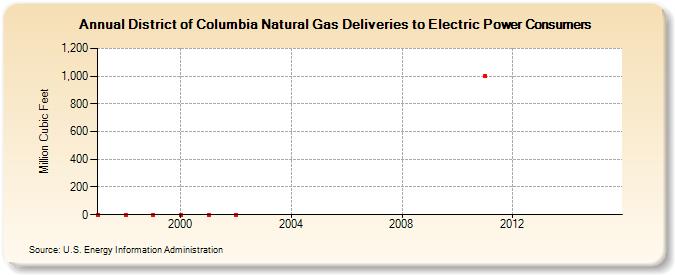 Annual District of Columbia Natural Gas Deliveries to Electric Power Consumers
Million Cubic Feet
1,200
1,000
800
600
400
200
0
2000 2004 2008 2012
Source: U.S. Energy Information Administration